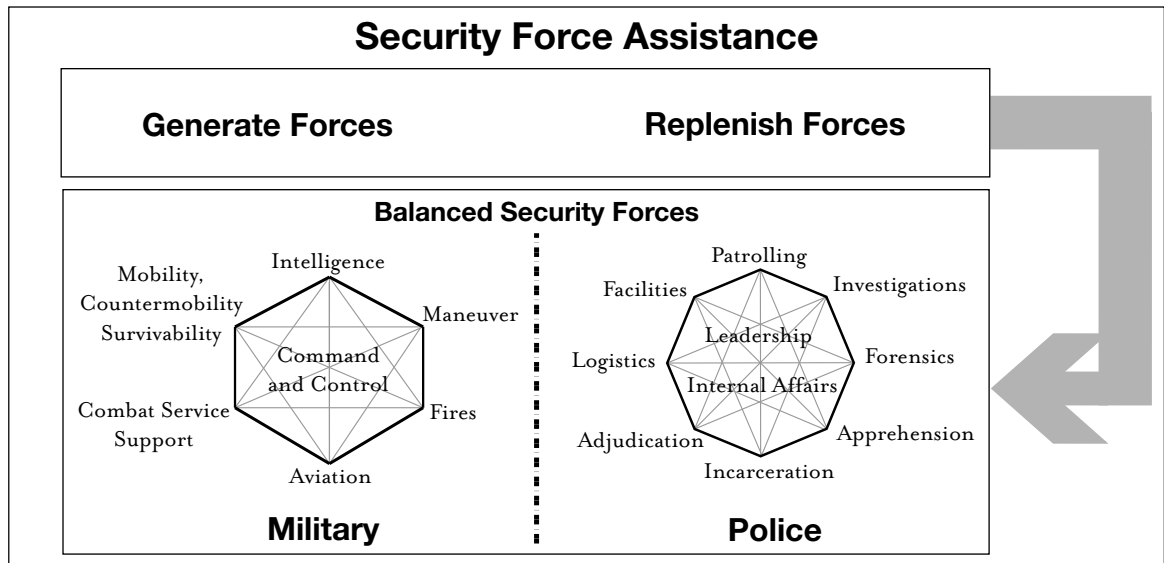 Security Force Assistance
Generate Forces
Replenish Forces
Balanced Security Forces
Intelligence
Mobility,
Countermobility
Survivability
Maneuver
Command
and Control
Combat Service
Support
Fires
Aviation
Military
Patrolling
Facilities
Investigations
Leadership
Logistics
Forensics
Internal Affairs
Adjudication
Apprehension
Incarceration
Police